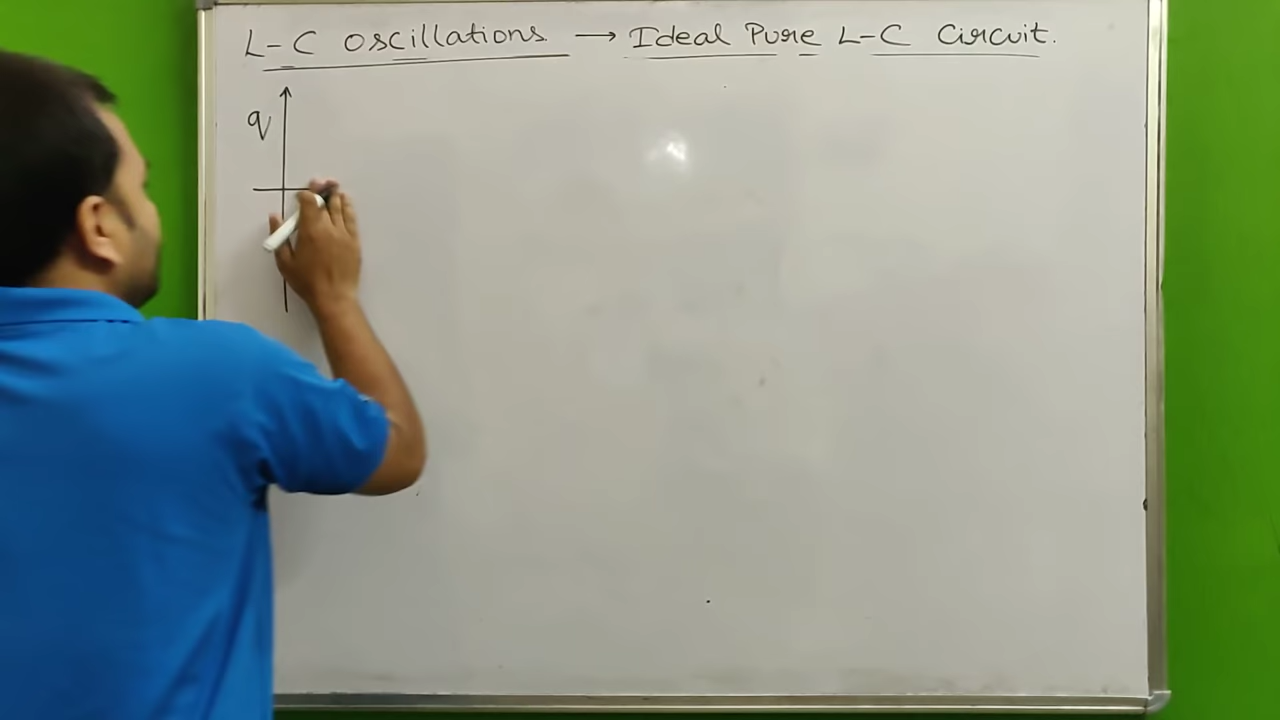 L-C oscillations → Ideal Pure L-C Circuit.
q